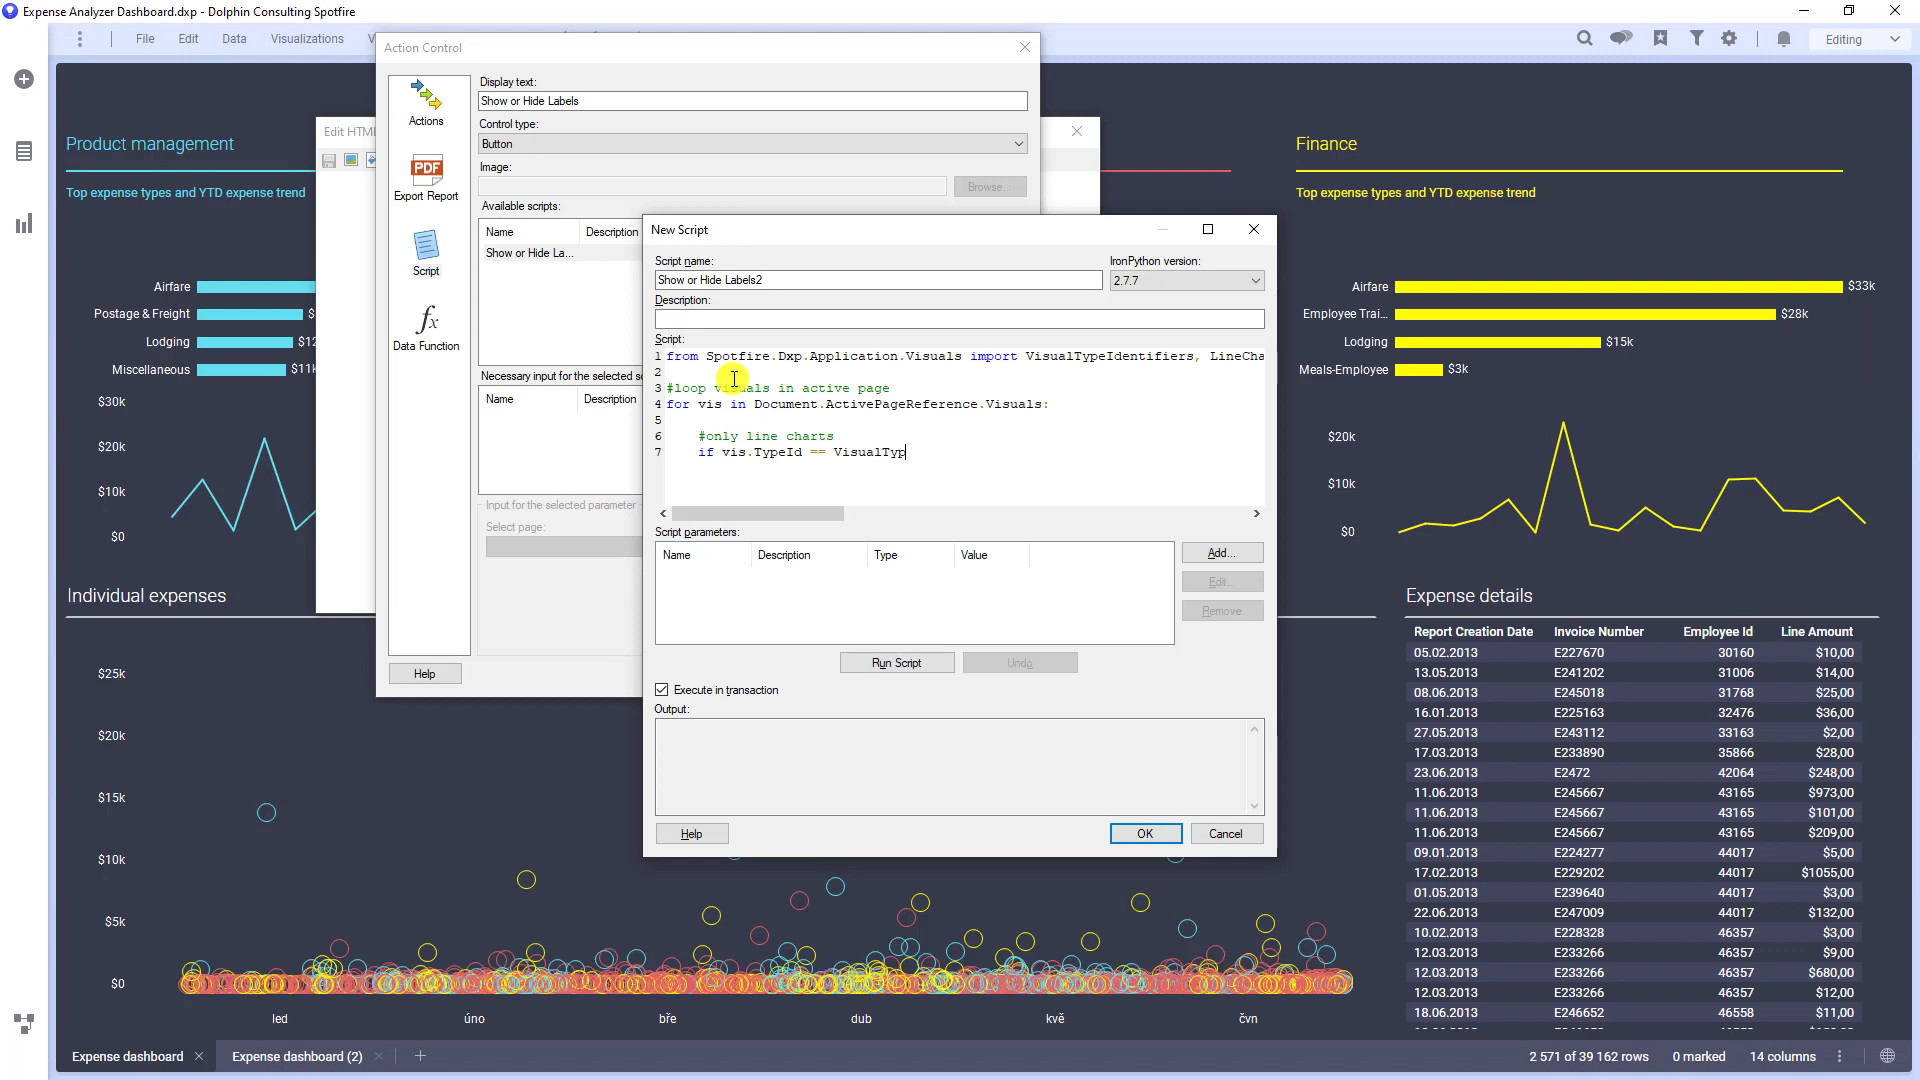 Expense Analyzer Dashboard.dxp - Dolphin Consulting Spotfire
File Edit Data Visualizations
Editing
Product management
Top expense types and YTD expense trend
Airfare
Postage & Freight
Lodging
Miscellaneous
$30k
$20k
$10k
$0
Edit HTM
Action Control
Actions
PDF
Export Report
Script
fx
Data Function
Help
Display text:
Show or Hide Labels
Control type:
Button
Image:
Browse...
Available scripts:
Name Description
Show or Hide La...
Necessary input for the selected
Name Description
Input for the selected parameter
Select page:
New Script
Script name:
Show or Hide Labels2
IronPython version:
2.7.7
Description:
Script:
1 from Spotfire.Dxp.Application.Visuals import VisualTypeIdentifiers, LineCha
2
3 #loop visuals in active page
4 for vis in Document.ActivePageReference.Visuals:
5
6 #only line charts
7 if vis.TypeId == VisualTyp
Script parameters:
Name Description Type Value
Add...
Edit...
Remove
Run Script Undo
Execute in transaction
Output:
Help OK Cancel
Finance
Top expense types and YTD expense trend
Airfare $33k
Employee Trai... $28k
Lodging $15k
Meals-Employee $3k
$20k
$10k
$0
Individual expenses
$25k
$20k
$15k
$10k
$5k
$0
led úno bře dub kvě čvn
Expense details
Report Creation Date Invoice Number Employee Id Line Amount
05.02.2013 E227670 30160 $10,00
13.05.2013 E241202 31006 $14,00
08.06.2013 E245018 31768 $25,00
16.01.2013 E225163 32476 $36,00
27.05.2013 E243112 33163 $2,00
17.03.2013 E233890 35866 $28,00
23.06.2013 E2472 42064 $248,00
11.06.2013 E245667 43165 $973,00
11.06.2013 E245667 43165 $101,00
11.06.2013 E245667 43165 $209,00
09.01.2013 E224277 44017 $5,00
17.02.2013 E229202 44017 $1055,00
01.05.2013 E239640 44017 $3,00
22.06.2013 E247009 44017 $132,00
10.02.2013 E228328 46357 $3,00
12.03.2013 E233266 46357 $9,00
12.03.2013 E233266 46357 $680,00
12.03.2013 E233266 46357 $12,00
18.06.2013 E246652 46558 $11,00
Expense dashboard Expense dashboard (2)
2 571 of 39 162 rows 0 marked 14 columns